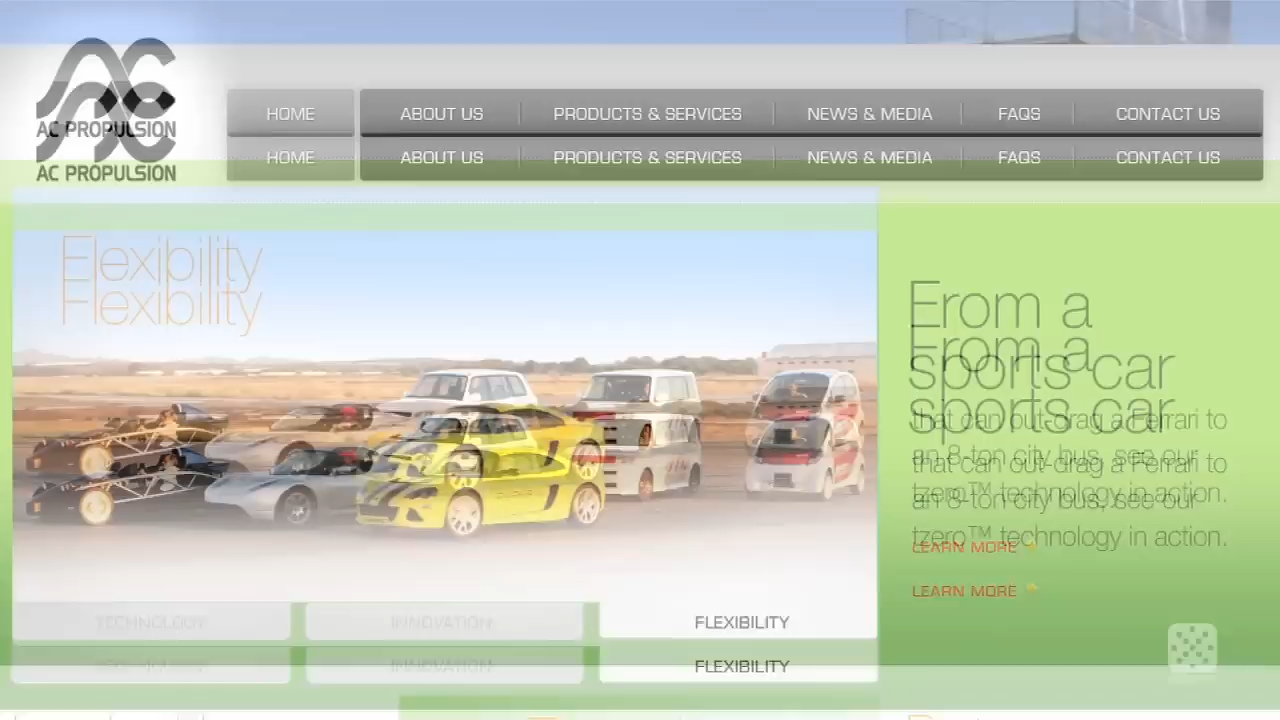 AC PROPULSION
AC PROPULSION
HOME ABOUT US PRODUCTS & SERVICES NEWS & MEDIA FAQS CONTACT US
HOME ABOUT US PRODUCTS & SERVICES NEWS & MEDIA FAQS CONTACT US
Flexibility
Flexibility
From a
From a
sports car
sports car
that can out-drag a Ferrari to
an 8-ton city bus, see our
that can out-drag a Ferrari to
tzero™ technology in action.
an 8-ton city bus, see our
tzero™ technology in action.
LEARN MORE
LEARN MORE
TECHNOLOGY INNOVATION FLEXIBILITY
INNOVATION FLEXIBILITY